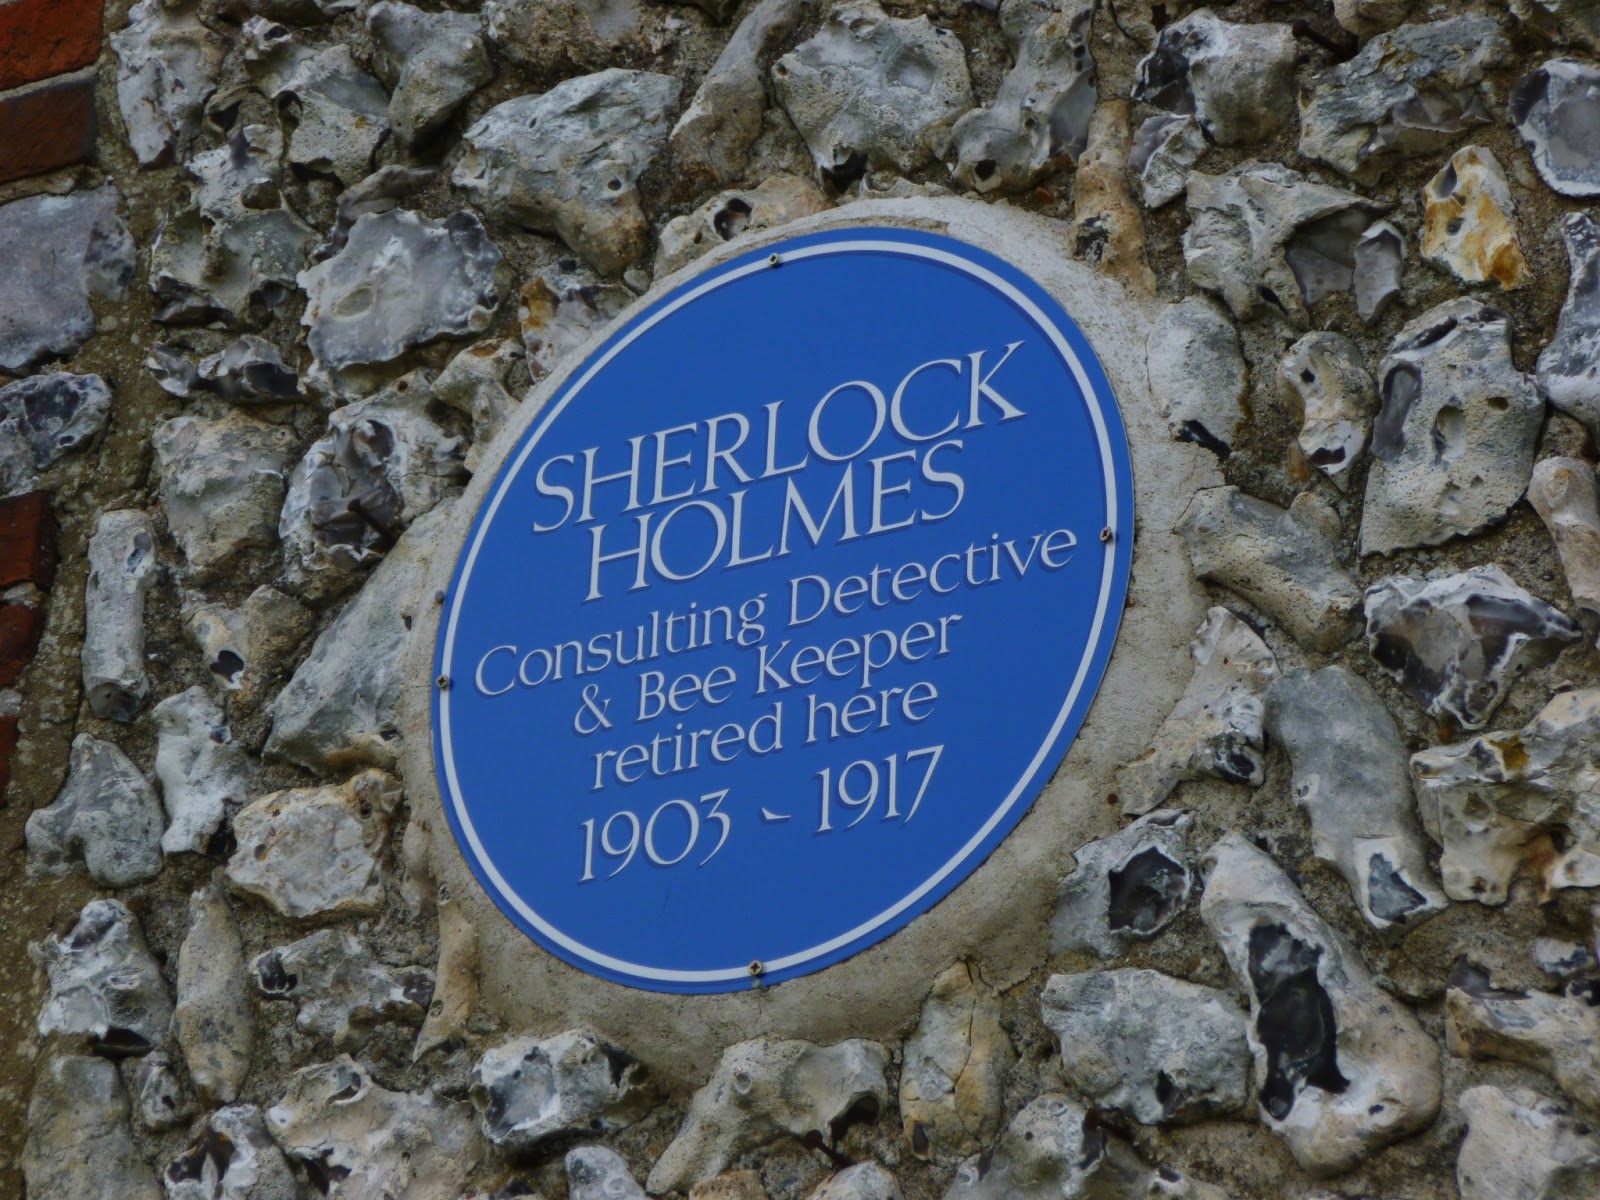 SHERLOCK
HOLMES
Consulting Detective
& Bee Keeper
retired here
1903 - 1917